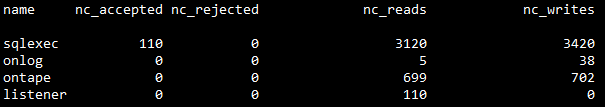 name nc_accepted nc_rejected nc_reads nc_writes
sqlexec 110 0 3120 3420
onlog 0 0 5 38
ontape 0 0 699 702
listener 0 0 110 0